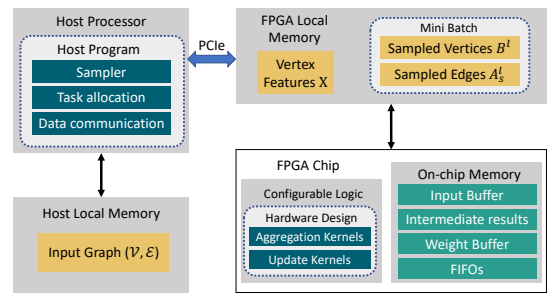 Host Processor
Host Program
Sampler
Task allocation
Data communication
PCIe
FPGA Local
Memory
Vertex
Features X
Mini Batch
Sampled Vertices B^l
Sampled Edges A_s^l
Host Local Memory
Input Graph (𝒱, ℰ)
FPGA Chip
Configurable Logic
Hardware Design
Aggregation Kernels
Update Kernels
On-chip Memory
Input Buffer
Intermediate results
Weight Buffer
FIFOs